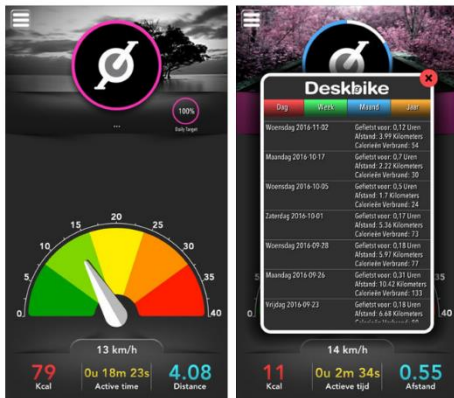 100%
Daily Target
...
0
5
10
15
20
25
30
35
40
13 km/h
79
Kcal
0u 18m 23s
Active time
4.08
Distance
Deskbike
Dag
Week
Maand
Jaar
Woensdag 2016-11-02
Gefietst voor: 0,12 Uren
Afstand: 3.99 Kilometers
Calorieën Verbrand: 54
Maandag 2016-10-17
Gefietst voor: 0,7 Uren
Afstand: 2.22 Kilometers
Calorieën Verbrand: 30
Woensdag 2016-10-05
Gefietst voor: 0,5 Uren
Afstand: 1.7 Kilometers
Calorieën Verbrand: 24
Zaterdag 2016-10-01
Gefietst voor: 0,17 Uren
Afstand: 5.36 Kilometers
Calorieën Verbrand: 73
Woensdag 2016-09-28
Gefietst voor: 0,18 Uren
Afstand: 5.97 Kilometers
Calorieën Verbrand: 77
Maandag 2016-09-26
Gefietst voor: 0,31 Uren
Afstand: 10.42 Kilometers
Calorieën Verbrand: 133
Vrijdag 2016-09-23
Gefietst voor: 0,18 Uren
Afstand: 6.68 Kilometers
5
35
0
40
14 km/h
11
Kcal
0u 2m 34s
Actieve tijd
0.55
Afstand